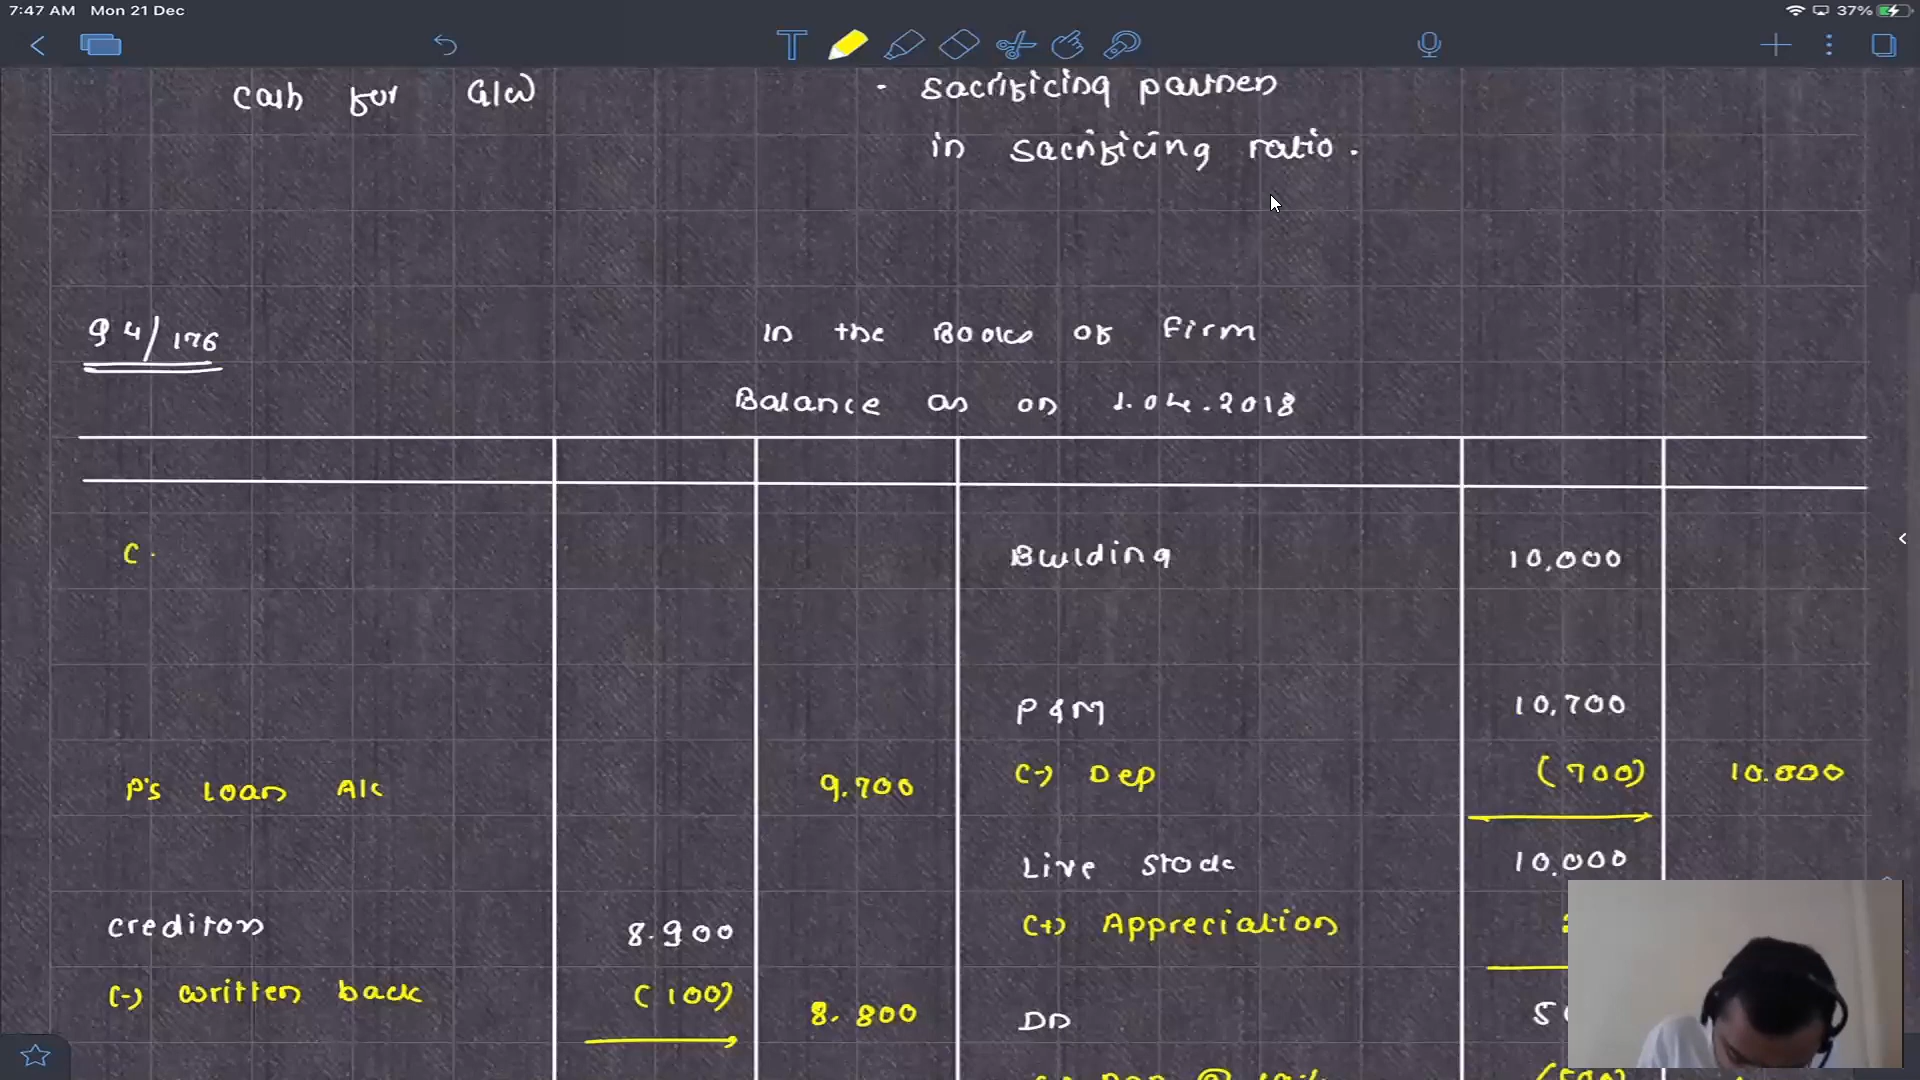 7:47 AM Mon 21 Dec
37%
Cash for G/W
· Sacrificing partners
in sacrificing ratio.
Q 4/176
In the Books of Firm
Balance as on 1.04.2018
C.
Building 10,000
P & M 10,700
P's Loan A/c 9.700
(-) Dep (700) 10.000
Live Stock 10.000
Creditors 8.900
(+) Appreciation
(-) written back (100) 8.800
DD